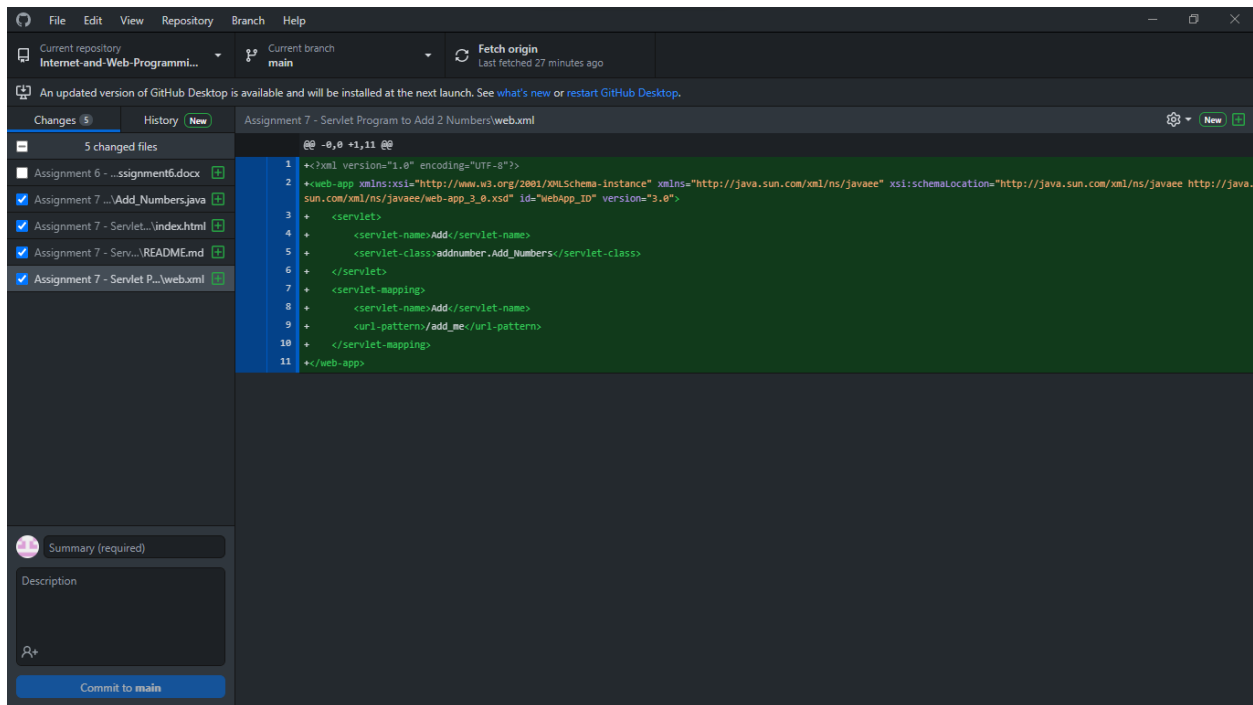 File Edit View Repository Branch Help
Current repository
Internet-and-Web-Programmi...
Current branch
main
Fetch origin
Last fetched 27 minutes ago
An updated version of GitHub Desktop is available and will be installed at the next launch. See what's new or restart GitHub Desktop.
Changes 5 History New
Assignment 7 - Servlet Program to Add 2 Numbers\web.xml New
5 changed files
Assignment 6 - ...ssignment6.docx
Assignment 7 ...\Add_Numbers.java
Assignment 7 - Servlet...\index.html
Assignment 7 - Serv...\README.md
Assignment 7 - Servlet P...\web.xml
@@ -0,0 +1,11 @@
1 +<?xml version="1.0" encoding="UTF-8"?>
2 +<web-app xmlns:xsi="http://www.w3.org/2001/XMLSchema-instance" xmlns="http://java.sun.com/xml/ns/javaee" xsi:schemaLocation="http://java.sun.com/xml/ns/javaee http://java.
sun.com/xml/ns/javaee/web-app_3_0.xsd" id="WebApp_ID" version="3.0">
3 + <servlet>
4 + <servlet-name>Add</servlet-name>
5 + <servlet-class>addnumber.Add_Numbers</servlet-class>
6 + </servlet>
7 + <servlet-mapping>
8 + <servlet-name>Add</servlet-name>
9 + <url-pattern>/add_me</url-pattern>
10 + </servlet-mapping>
11 +</web-app>
Summary (required)
Description
Commit to main